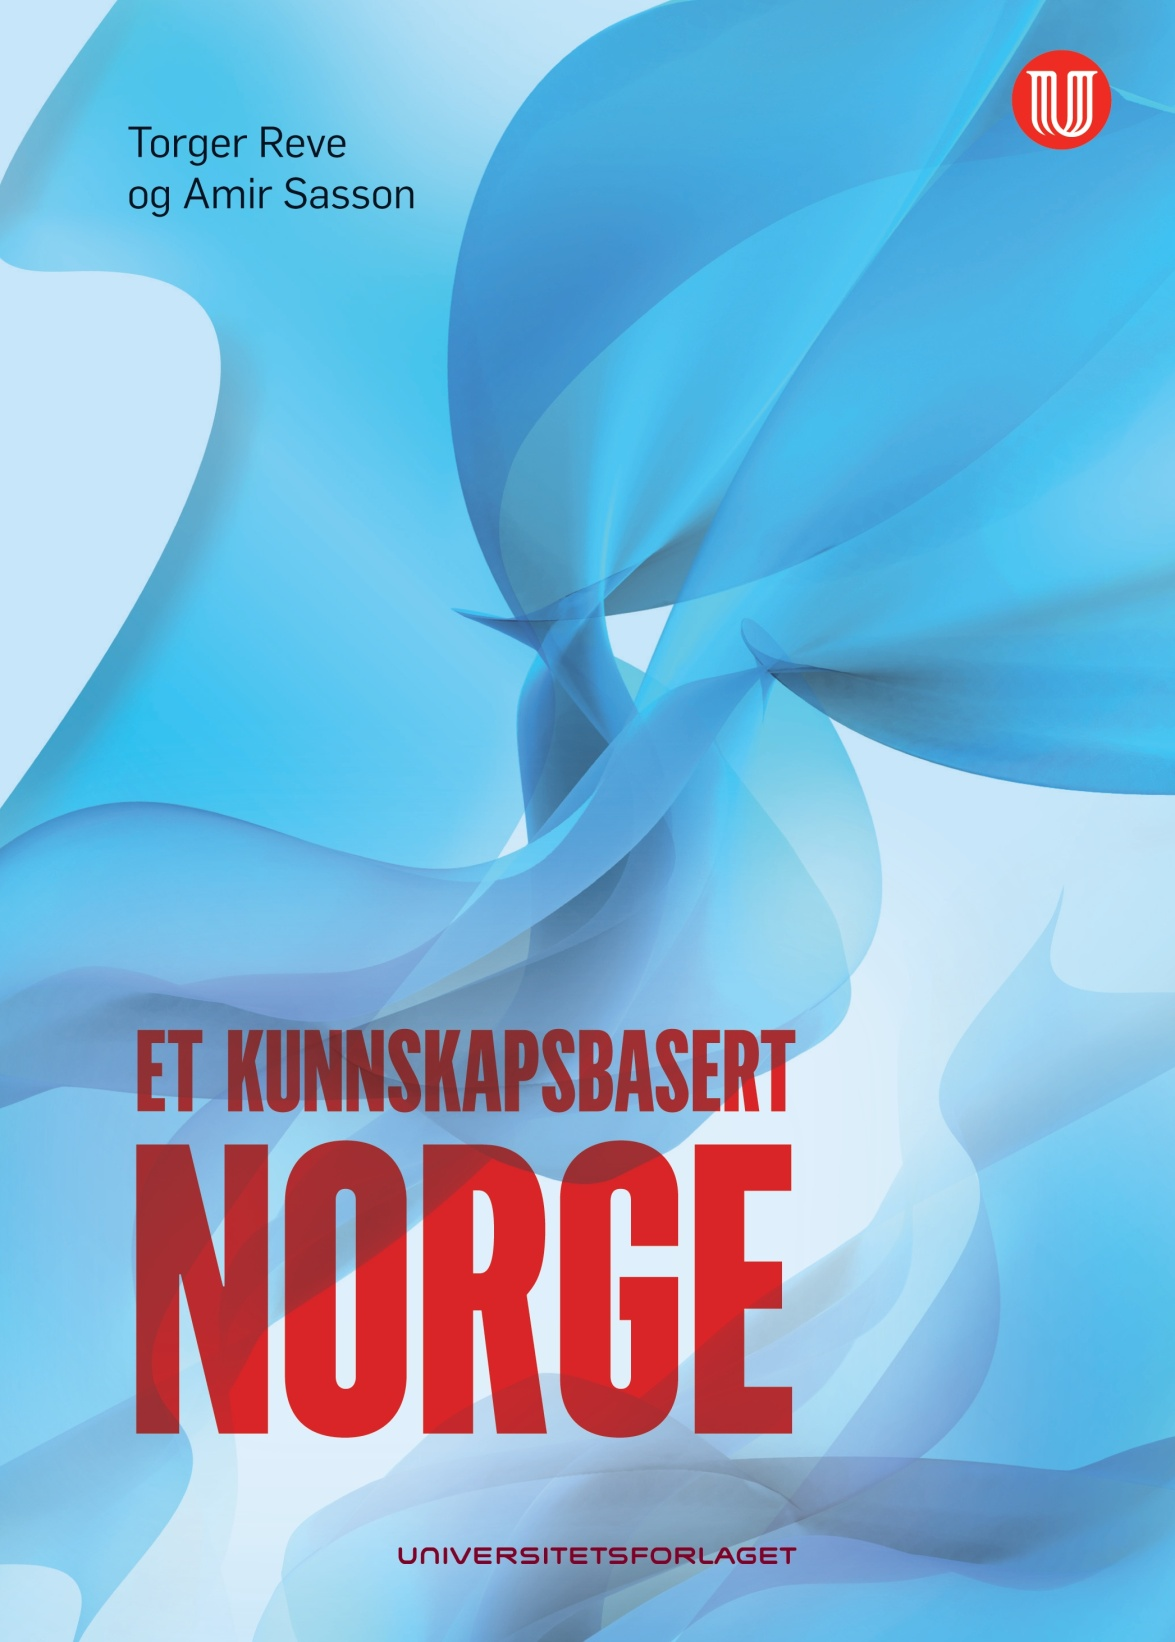 Torger Reve
og Amir Sasson
ET KUNNSKAPSBASERT
NORGE
UNIVERSITETSFORLAGET